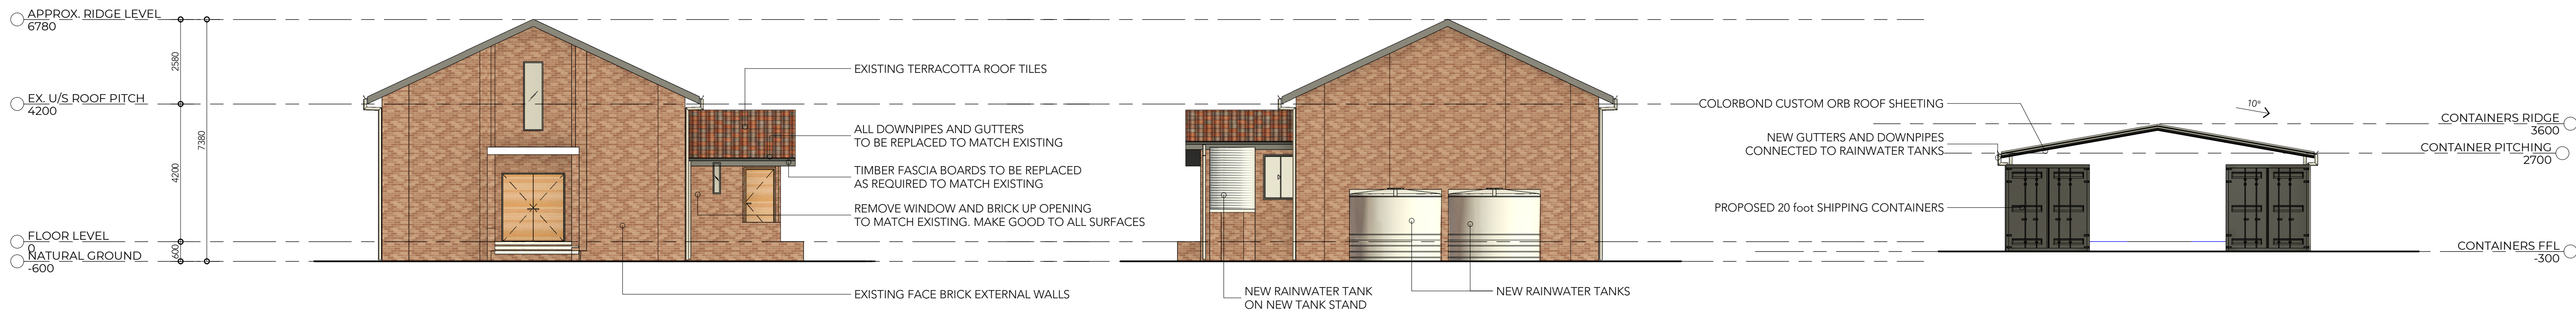 APPROX. RIDGE LEVEL
6780
EX. U/S ROOF PITCH
4200
FLOOR LEVEL
0
NATURAL GROUND
-600
2580
4200
600
7380
EXISTING TERRACOTTA ROOF TILES
ALL DOWNPIPES AND GUTTERS
TO BE REPLACED TO MATCH EXISTING
TIMBER FASCIA BOARDS TO BE REPLACED
AS REQUIRED TO MATCH EXISTING
REMOVE WINDOW AND BRICK UP OPENING
TO MATCH EXISTING. MAKE GOOD TO ALL SURFACES
EXISTING FACE BRICK EXTERNAL WALLS
NEW RAINWATER TANK
ON NEW TANK STAND
NEW RAINWATER TANKS
COLORBOND CUSTOM ORB ROOF SHEETING
NEW GUTTERS AND DOWNPIPES
CONNECTED TO RAINWATER TANKS
PROPOSED 20 foot SHIPPING CONTAINERS
10°
CONTAINERS RIDGE
3600
CONTAINER PITCHING
2700
CONTAINERS FFL
-300